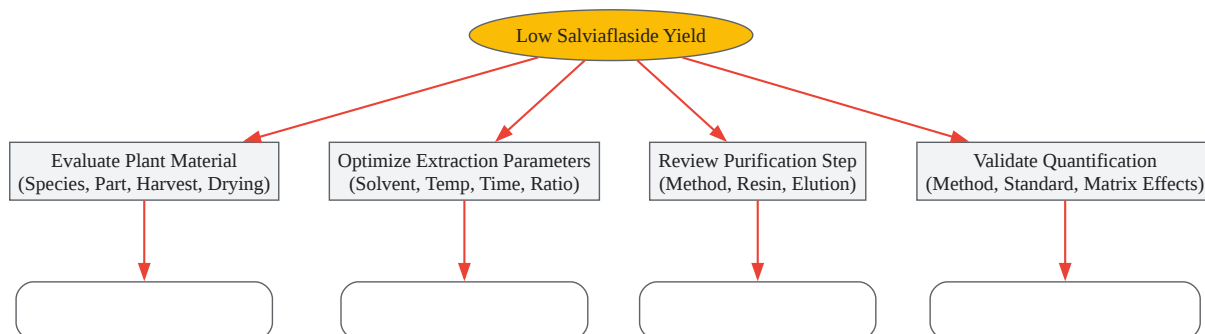 Low Salviaflaside Yield
Evaluate Plant Material
(Species, Part, Harvest, Drying)
Optimize Extraction Parameters
(Solvent, Temp, Time, Ratio)
Review Purification Step
(Method, Resin, Elution)
Validate Quantification
(Method, Standard, Matrix Effects)